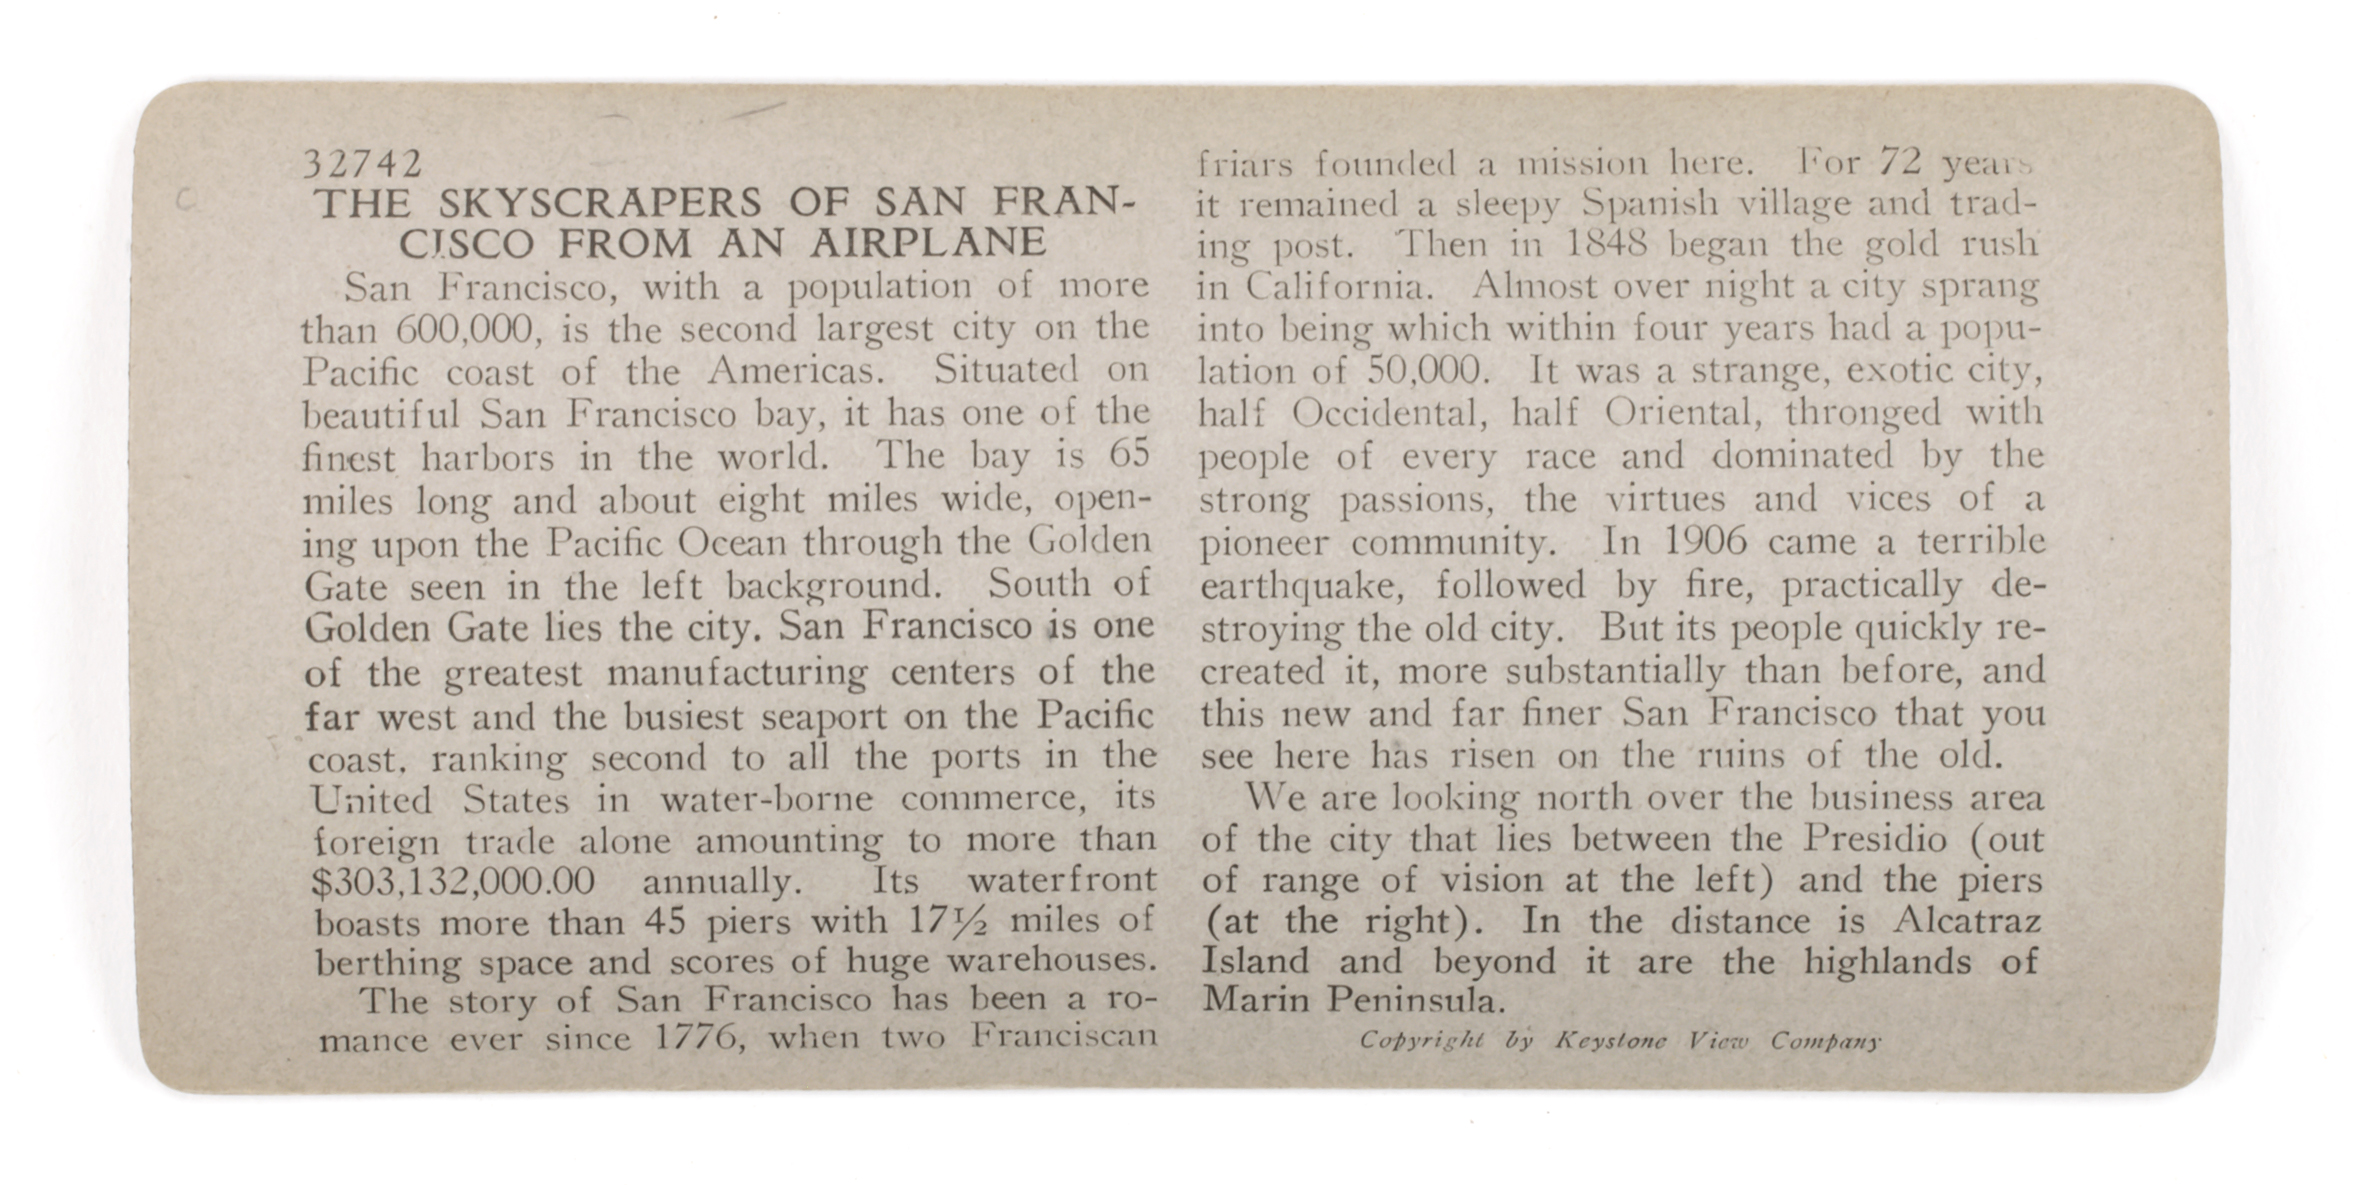 32742
THE SKYSCRAPERS OF SAN FRAN-
CISCO FROM AN AIRPLANE
San Francisco, with a population of more
than 600,000, is the second largest city on the
Pacific coast of the Americas. Situated on
beautiful San Francisco bay, it has one of the
finest harbors in the world. The bay is 65
miles long and about eight miles wide, open-
ing upon the Pacific Ocean through the Golden
Gate seen in the left background. South of
Golden Gate lies the city. San Francisco is one
of the greatest manufacturing centers of the
far west and the busiest seaport on the Pacific
coast, ranking second to all the ports in the
United States in water-borne commerce, its
foreign trade alone amounting to more than
$303,132,000.00 annually. Its waterfront
boasts more than 45 piers with 17½ miles of
berthing space and scores of huge warehouses.
The story of San Francisco has been a ro-
mance ever since 1776, when two Franciscan
friars founded a mission here. For 72 years
it remained a sleepy Spanish village and trad-
ing post. Then in 1848 began the gold rush
in California. Almost over night a city sprang
into being which within four years had a popu-
lation of 50,000. It was a strange, exotic city,
half Occidental, half Oriental, thronged with
people of every race and dominated by the
strong passions, the virtues and vices of a
pioneer community. In 1906 came a terrible
earthquake, followed by fire, practically de-
stroying the old city. But its people quickly re-
created it, more substantially than before, and
this new and far finer San Francisco that you
see here has risen on the ruins of the old.
We are looking north over the business area
of the city that lies between the Presidio (out
of range of vision at the left) and the piers
(at the right). In the distance is Alcatraz
Island and beyond it are the highlands of
Marin Peninsula.
Copyright by Keystone View Company